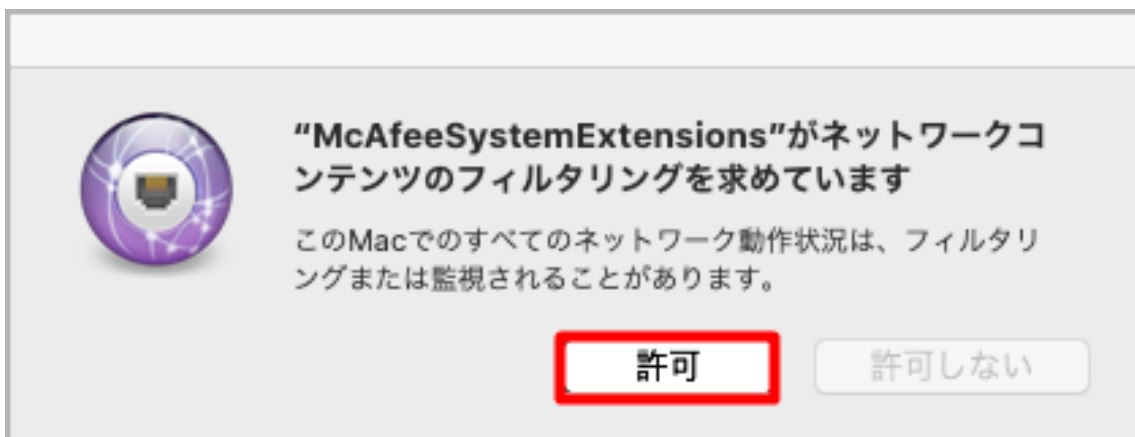 “McAfeeSystemExtensions”がネットワークコ
ンテンツのフィルタリングを求めています
このMacでのすべてのネットワーク動作状況は、フィルタリ
ングまたは監視されることがあります。
許可
許可しない